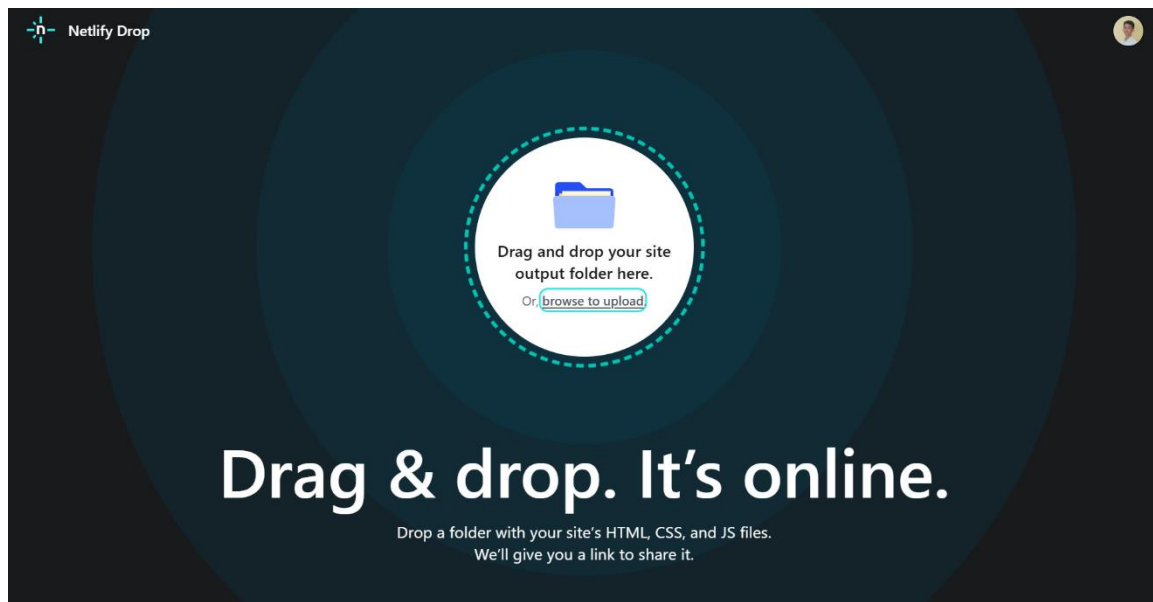 Netlify Drop
Drag and drop your site
output folder here.
Or, browse to upload.
Drag & drop. It’s online.
Drop a folder with your site’s HTML, CSS, and JS files.
We’ll give you a link to share it.